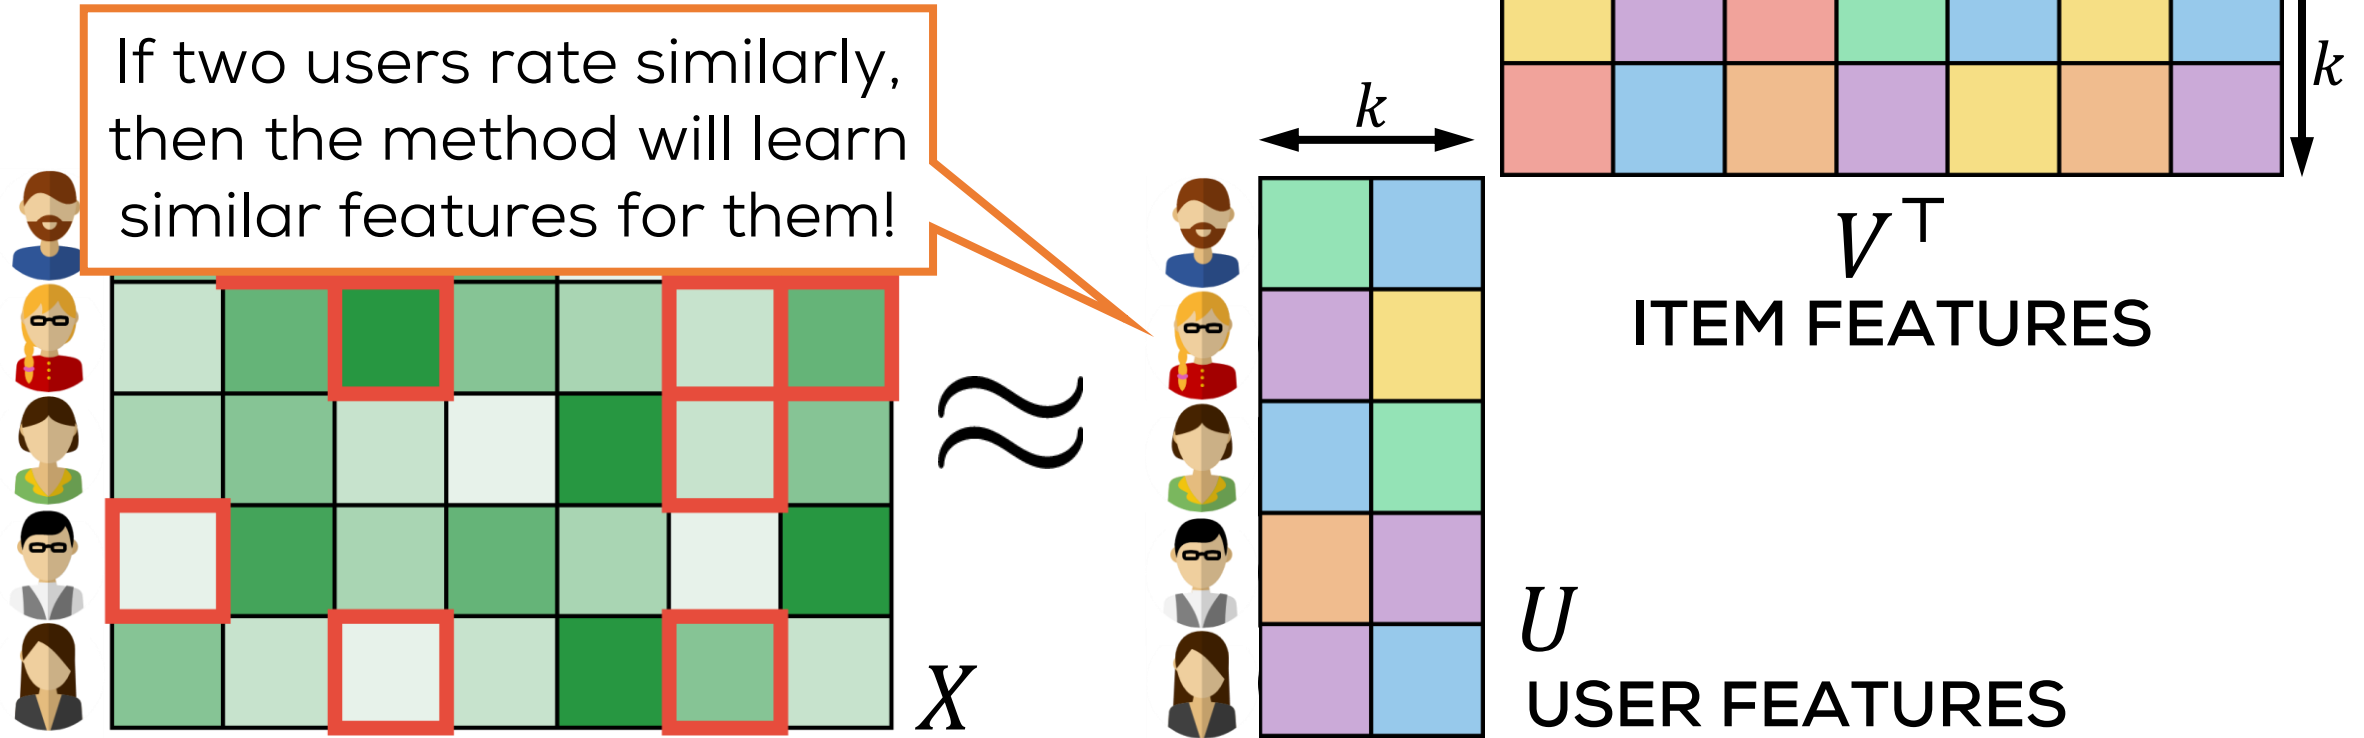 If two users rate similarly,
then the method will learn
similar features for them!
k
k
V⊤
ITEM FEATURES
≈
X
U
USER FEATURES